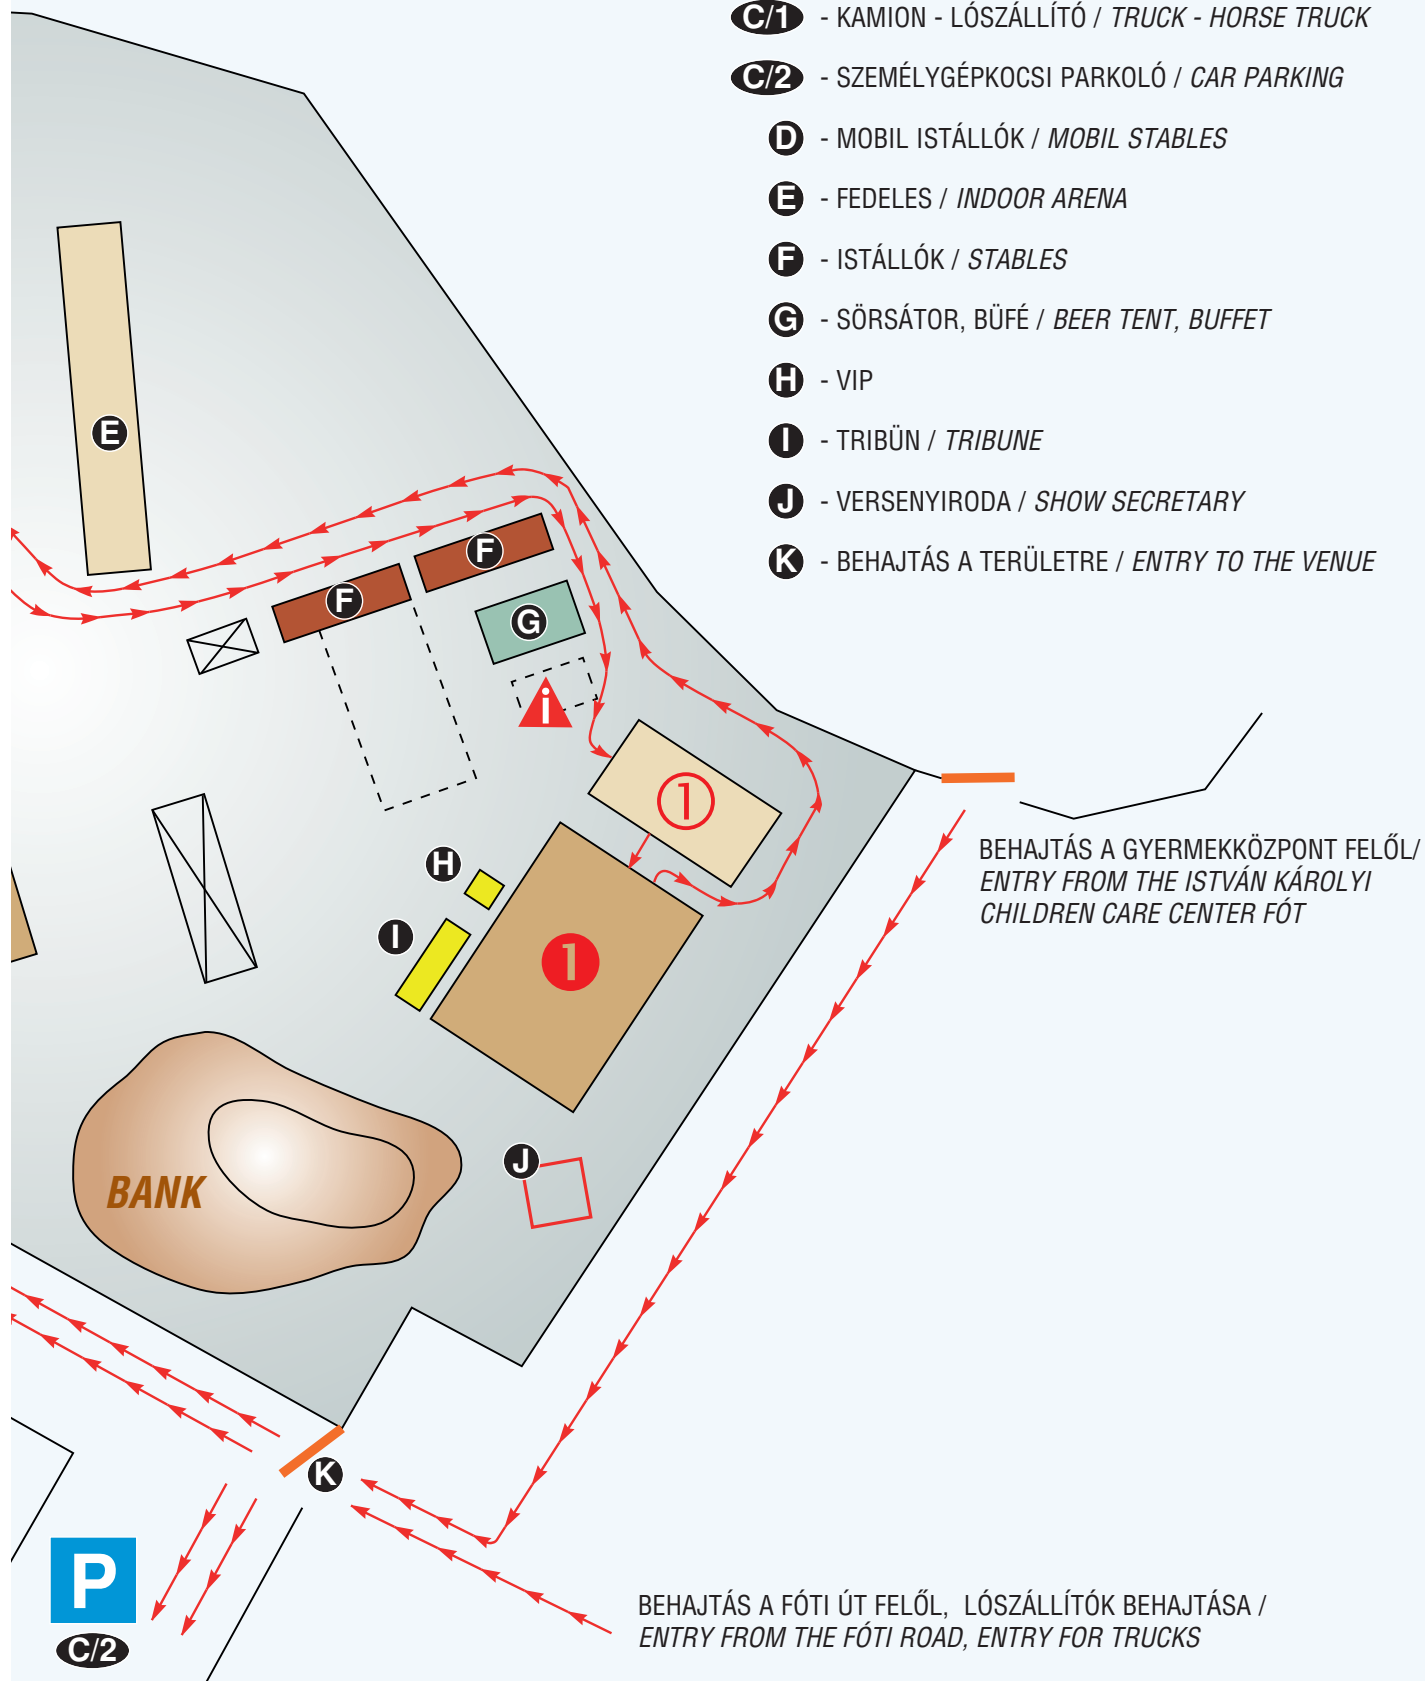 C/1 - KAMION - LÓSZÁLLÍTÓ / TRUCK - HORSE TRUCK
C/2 - SZEMÉLYGÉPKOCSI PARKOLÓ / CAR PARKING
D - MOBIL ISTÁLLÓK / MOBIL STABLES
E - FEDELES / INDOOR ARENA
F - ISTÁLLÓK / STABLES
G - SÖRSÁTOR, BÜFÉ / BEER TENT, BUFFET
H - VIP
I - TRIBÜN / TRIBUNE
J - VERSENYIRODA / SHOW SECRETARY
K - BEHAJTÁS A TERÜLETRE / ENTRY TO THE VENUE
E
F
F
G
i
1
BEHAJTÁS A GYERMEKKÖZPONT FELŐL/
ENTRY FROM THE ISTVÁN KÁROLYI
CHILDREN CARE CENTER FÓT
H
I
1
J
BANK
K
P
C/2
BEHAJTÁS A FÓTI ÚT FELŐL, LÓSZÁLLÍTÓK BEHAJTÁSA /
ENTRY FROM THE FÓTI ROAD, ENTRY FOR TRUCKS